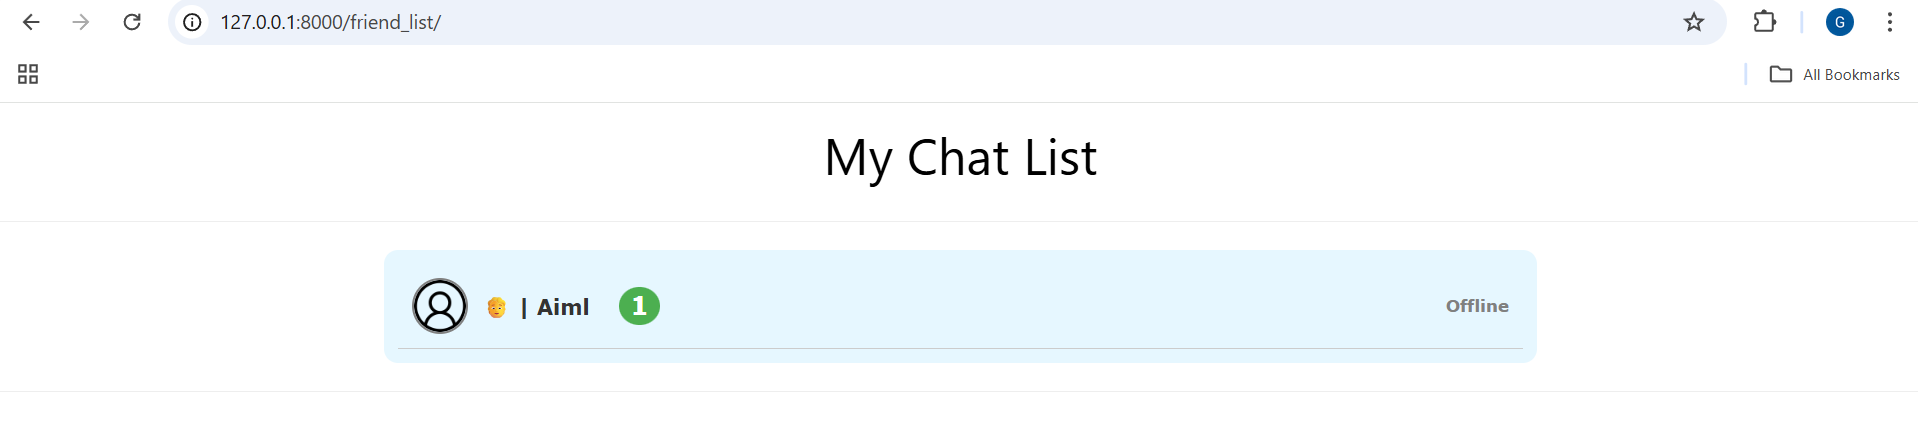 127.0.0.1:8000/friend_list/
G
All Bookmarks
My Chat List
| Aiml 1 Offline